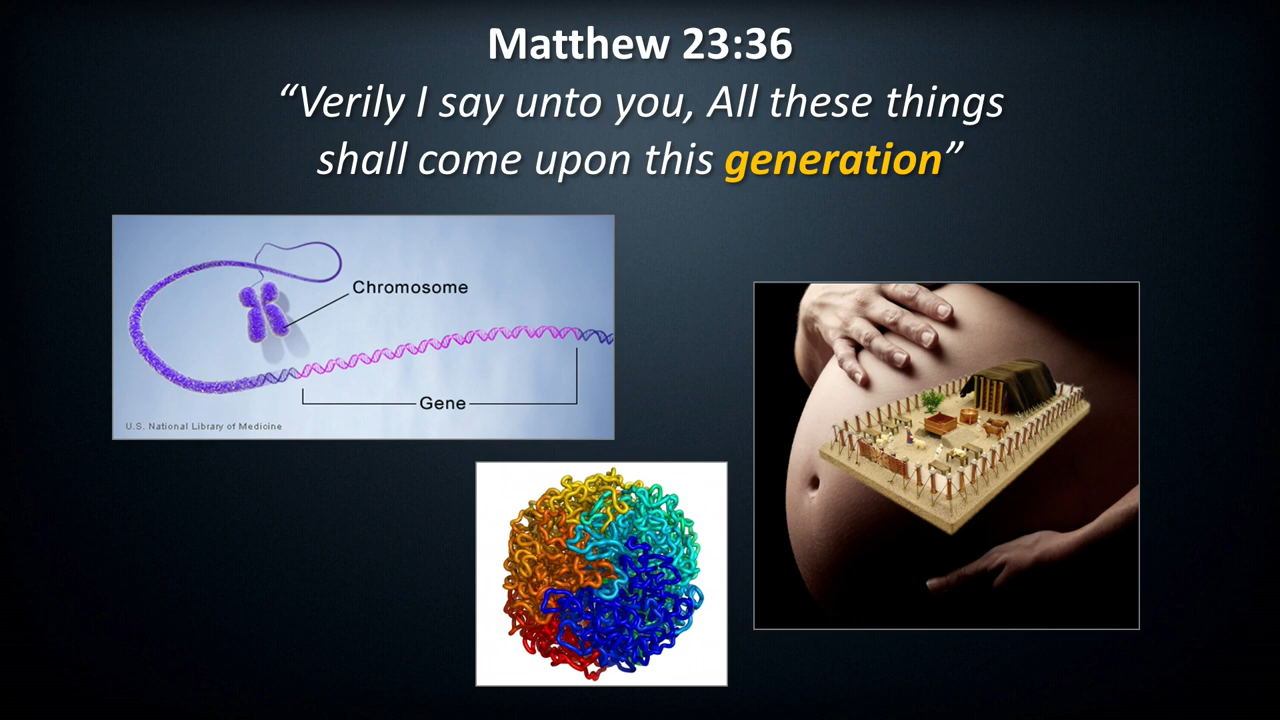 Matthew 23:36
“Verily I say unto you, All these things
shall come upon this generation”
Chromosome
Gene
U.S. National Library of Medicine